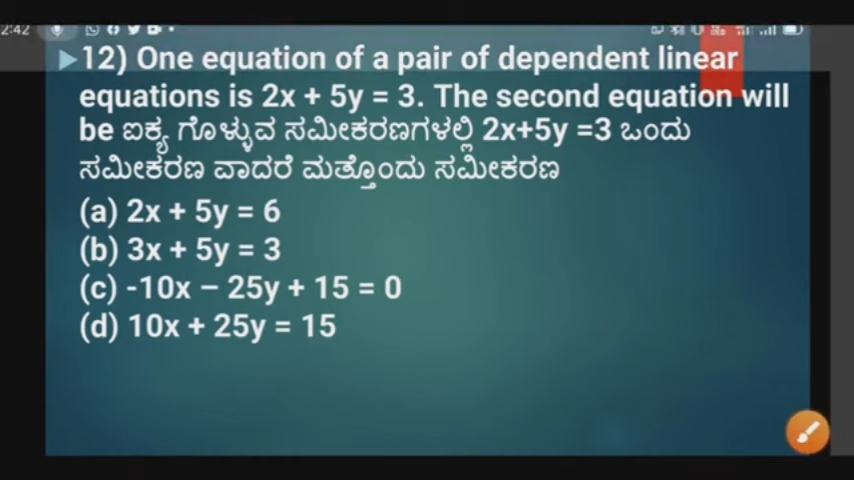 2:42
12) One equation of a pair of dependent linear
equations is 2x + 5y = 3. The second equation will
be ಐಕ್ಯ ಗೊಳ್ಳುವ ಸಮೀಕರಣಗಳಲ್ಲಿ 2x+5y =3 ಒಂದು
ಸಮೀಕರಣ ವಾದರೆ ಮತ್ತೊಂದು ಸಮೀಕರಣ
(a) 2x + 5y = 6
(b) 3x + 5y = 3
(c) -10x – 25y + 15 = 0
(d) 10x + 25y = 15